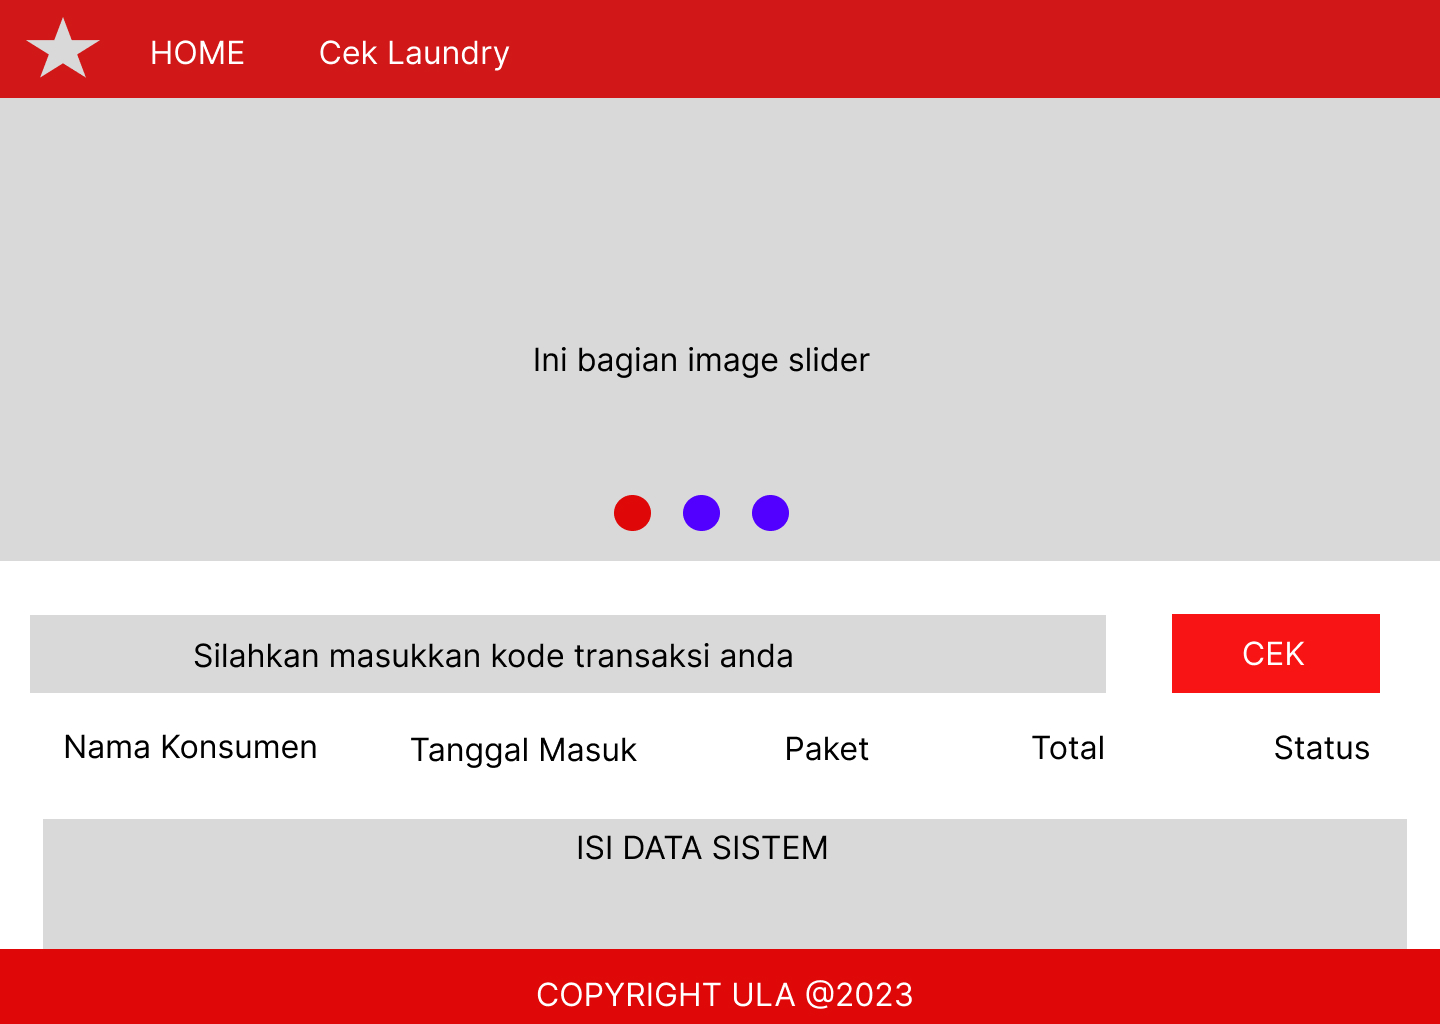 HOME Cek Laundry
Ini bagian image slider
Silahkan masukkan kode transaksi anda CEK
Nama Konsumen Tanggal Masuk Paket Total Status
ISI DATA SISTEM
COPYRIGHT ULA @2023